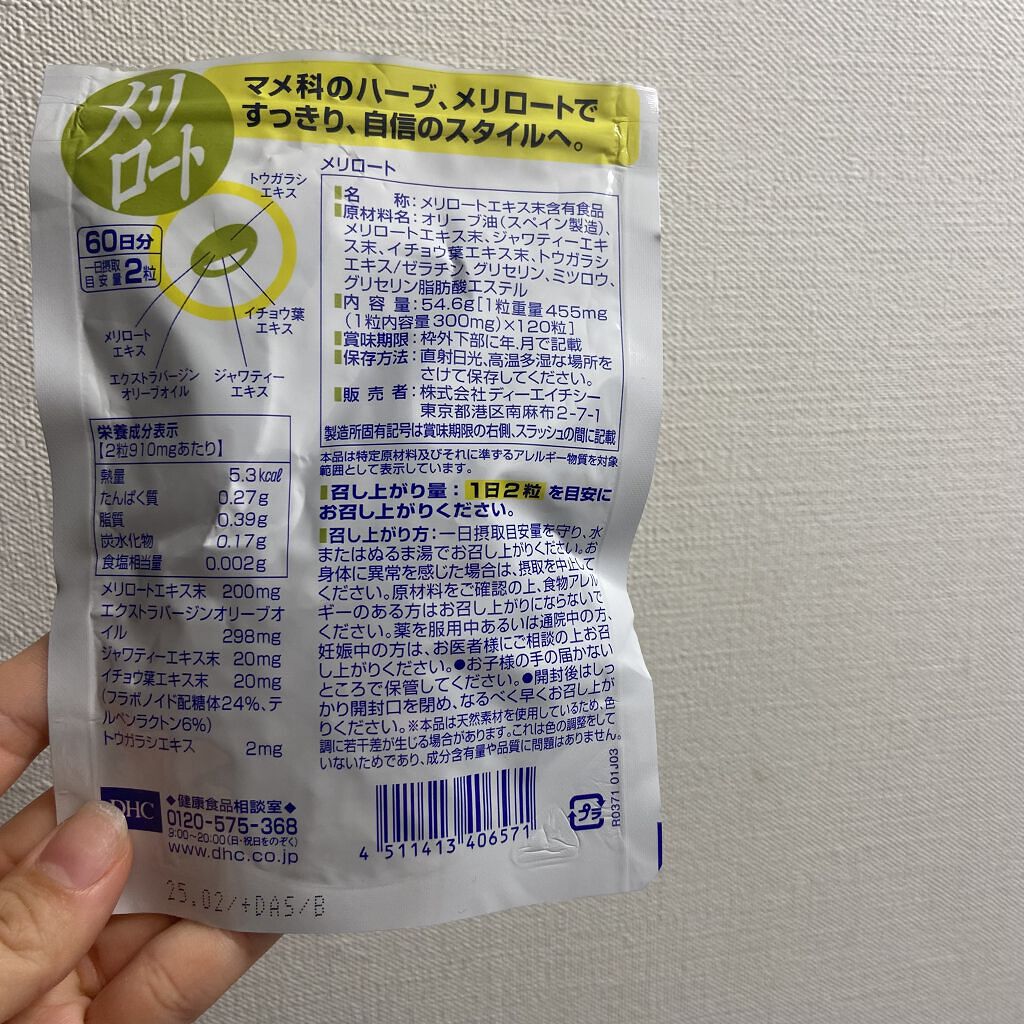 メリロート
マメ科のハーブ、メリロートで
すっきり、自信のスタイルへ。
トウガラシ
エキス
60日分
一日摂取
目安量 2粒
イチョウ葉
エキス
メリロート
エキス
エクストラバージン
オリーブオイル
ジャワティー
エキス
栄養成分表示
【2粒910mgあたり】
熱量 5.3kcal
たんぱく質 0.27g
脂質 0.39g
炭水化物 0.17g
食塩相当量 0.002g
メリロートエキス末 200mg
エクストラバージンオリーブオ
イル 298mg
ジャワティーエキス末 20mg
イチョウ葉エキス末 20mg
(フラボノイド配糖体24%、テ
ルペンラクトン6%)
トウガラシエキス 2mg
メリロート
名称:メリロートエキス末含有食品
原材料名:オリーブ油(スペイン製造)、
メリロートエキス末、ジャワティーエキ
ス末、イチョウ葉エキス末、トウガラシ
エキス/ゼラチン、グリセリン、ミツロウ、
グリセリン脂肪酸エステル
内容量:54.6g[1粒重量455mg
(1粒内容量300mg)×120粒]
賞味期限:枠外下部に年.月で記載
保存方法:直射日光、高温多湿な場所を
さけて保存してください。
販売者:株式会社ディーエイチシー
東京都港区南麻布2-7-1
製造所固有記号は賞味期限の右側、スラッシュの間に記載
本品は特定原材料及びそれに準ずるアレルギー物質を対象
範囲として表示しています。
召し上がり量:1日2粒を目安に
お召し上がりください。
召し上がり方:一日摂取目安量を守り、水
またはぬるま湯でお召し上がりください。お
身体に異常を感じた場合は、摂取を中止して
ください。原材料をご確認の上、食物アレル
ギーのある方はお召し上がりにならないで
ください。薬を服用中あるいは通院中の方、
妊娠中の方は、お医者様にご相談の上お召
し上がりください。●お子様の手の届かない
ところで保管してください。●開封後はしっ
かり開封口を閉め、なるべく早くお召し上が
りください。※本品は天然素材を使用しているため、色
調に若干差が生じる場合があります。これは色の調整をして
いないためであり、成分含有量や品質に問題はありません。
DHC
◆健康食品相談室◆
0120-575-368
9:00~20:00(日・祝日をのぞく)
www.dhc.co.jp
4 511413 406571
プラ
R0371 01J03
25.02/+DAS/B